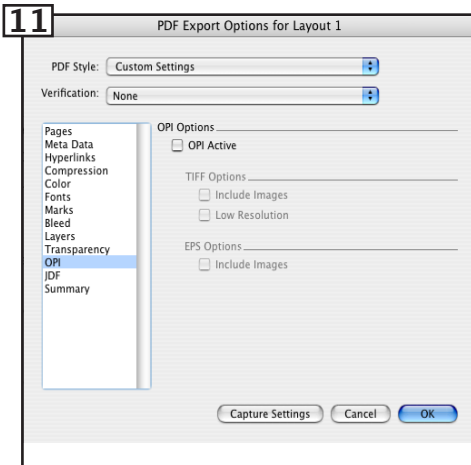 11
PDF Export Options for Layout 1
PDF Style: Custom Settings
Verification: None
Pages
Meta Data
Hyperlinks
Compression
Color
Fonts
Marks
Bleed
Layers
Transparency
OPI
JDF
Summary
OPI Options
OPI Active
TIFF Options
Include Images
Low Resolution
EPS Options
Include Images
Capture Settings Cancel OK